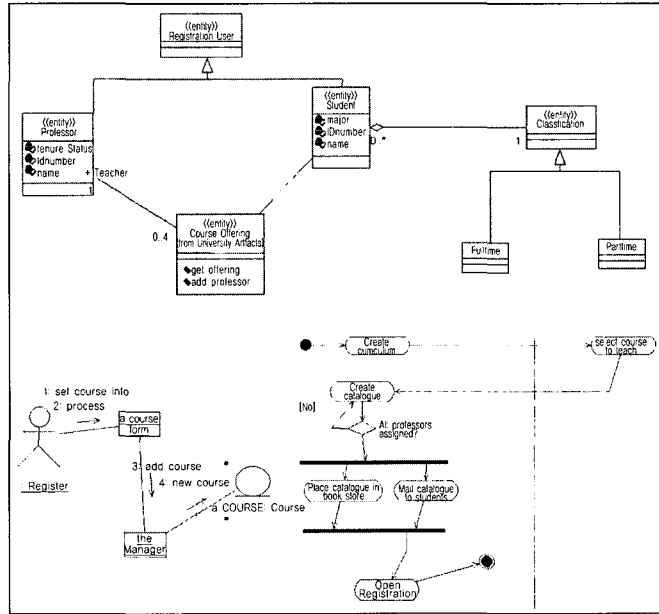 ((entity))
Registration User
((entity))
Professor
tenure Status
idnumber
name
+ Teacher
1
((entity))
Student
major
IDnumber
name
0..*
1
((entity))
Classification
0..4
((entity))
Course Offering
(from University Artifacts)
get offering
add professor
Fulltime
Parttime
Create
curriculum
select course
to teach
1: set course info
2: process
a course
form
: Register
3: add course
4: new course
a COURSE: Course
the
Manager
Create
catalogue
[No]
Al: professors
assigned?
Place catalogue in
book store
Mail catalogue
to students
Open
Registration